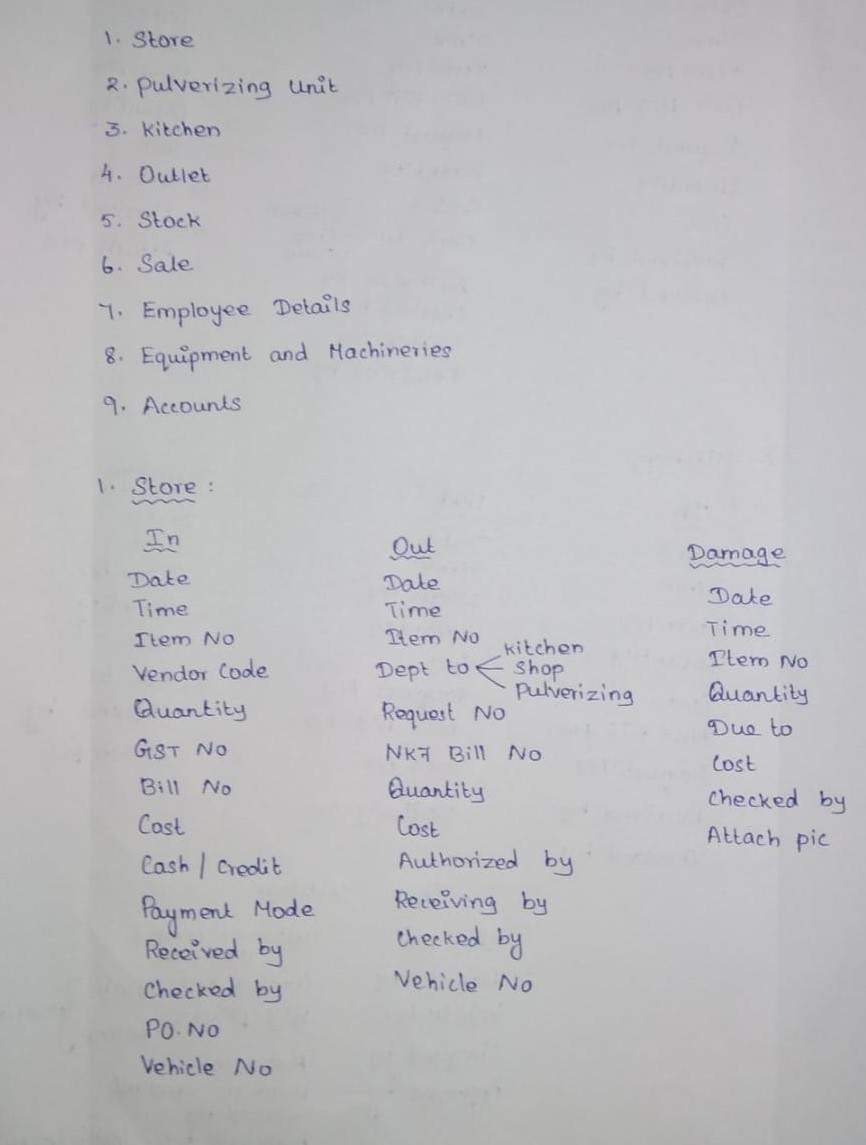 1. Store
2. Pulverizing Unit
3. Kitchen
4. Outlet
5. Stock
6. Sale
7. Employee Details
8. Equipment and Machineries
9. Accounts
1. Store :
In
Date
Time
Item No
Vendor Code
Quantity
GST No
Bill No
Cost
Cash / Credit
Payment Mode
Received by
Checked by
PO. NO
Vehicle No
Out
Date
Time
Item No
Dept to
Kitchen
Shop
Pulverizing
Request No
NK7 Bill No
Quantity
Cost
Authorized by
Receiving by
Checked by
Vehicle No
Damage
Date
Time
Item No
Quantity
Due to
Cost
Checked by
Attach pic